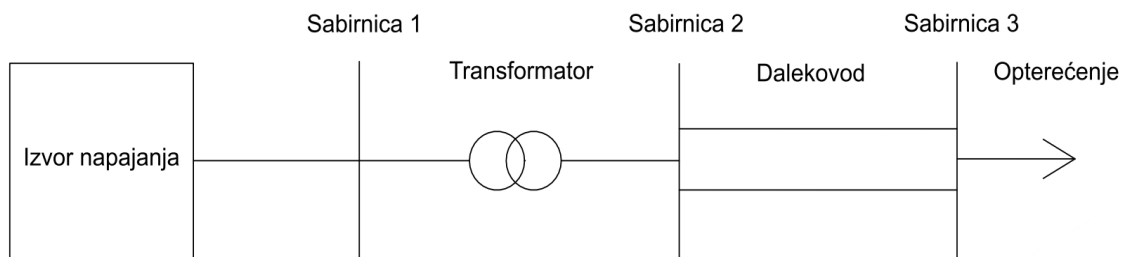 Sabirnica 1
Sabirnica 2
Sabirnica 3
Transformator
Dalekovod
Opterećenje
Izvor napajanja